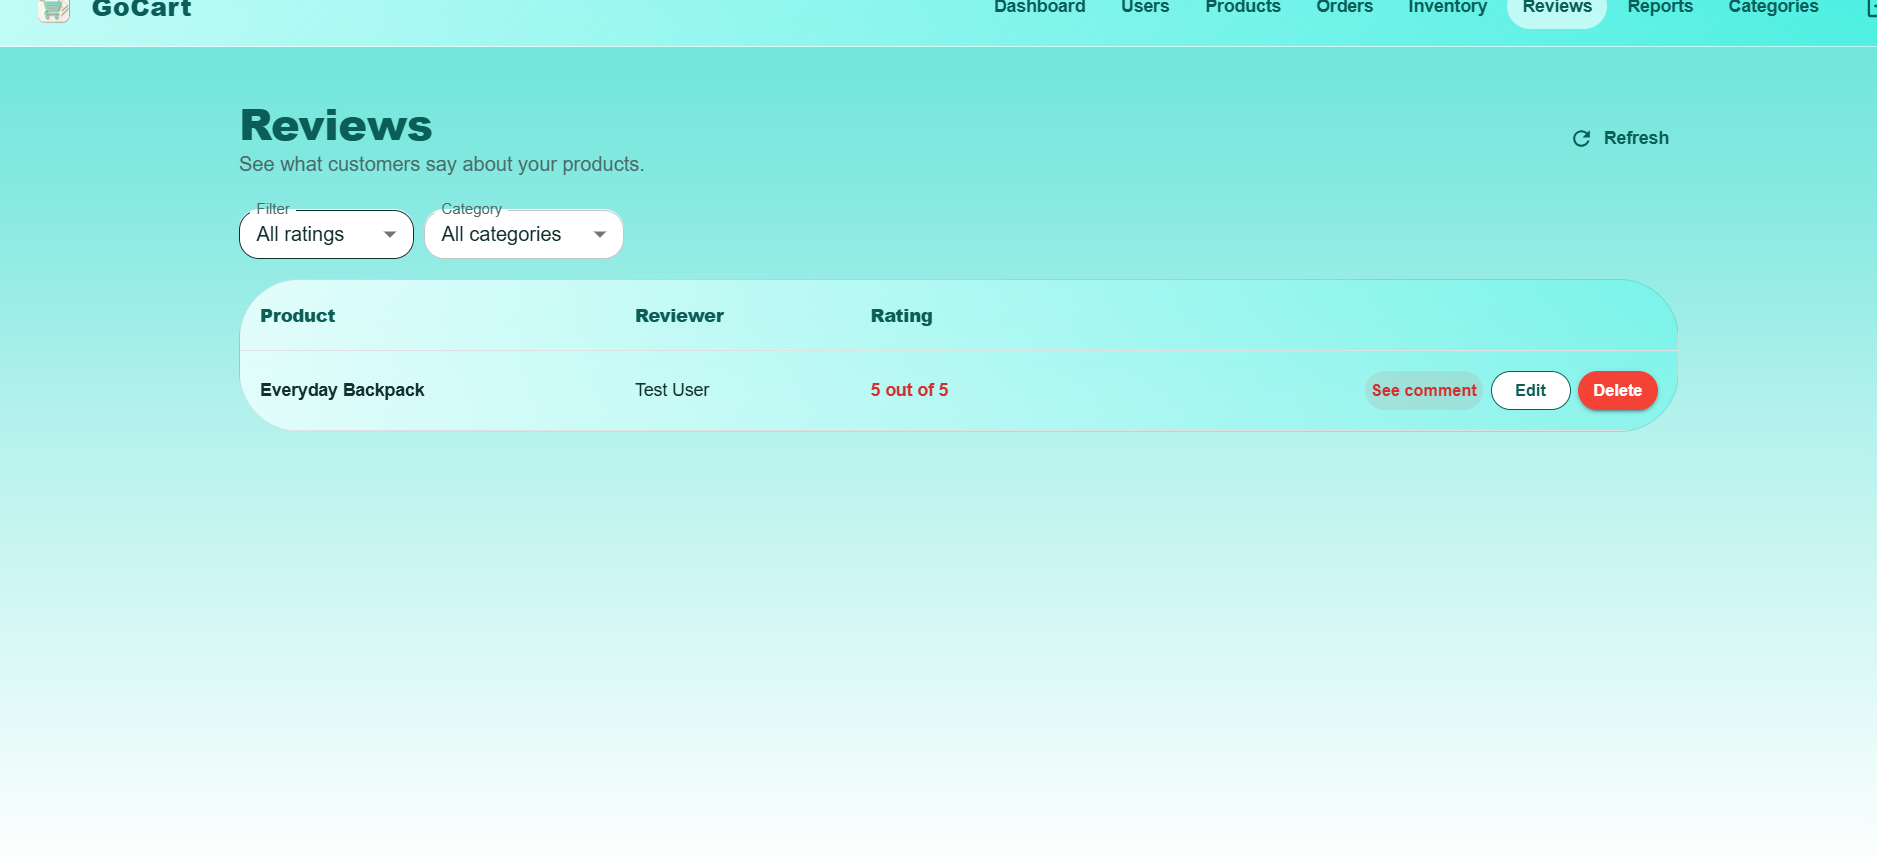 GoCart
Dashboard Users Products Orders Inventory Reviews Reports Categories
Reviews
See what customers say about your products.
Refresh
Filter
All ratings
Category
All categories
Product Reviewer Rating
Everyday Backpack Test User 5 out of 5 See comment Edit Delete